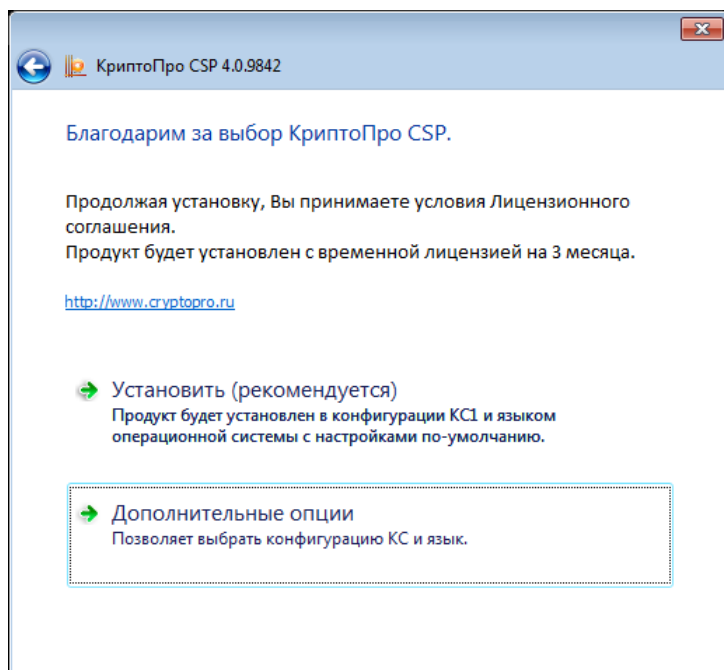 КриптоПро CSP 4.0.9842
Благодарим за выбор КриптоПро CSP.
Продолжая установку, Вы принимаете условия Лицензионного
соглашения.
Продукт будет установлен с временной лицензией на 3 месяца.
http://www.cryptopro.ru
Установить (рекомендуется)
Продукт будет установлен в конфигурации КС1 и языком
операционной системы с настройками по-умолчанию.
Дополнительные опции
Позволяет выбрать конфигурацию КС и язык.